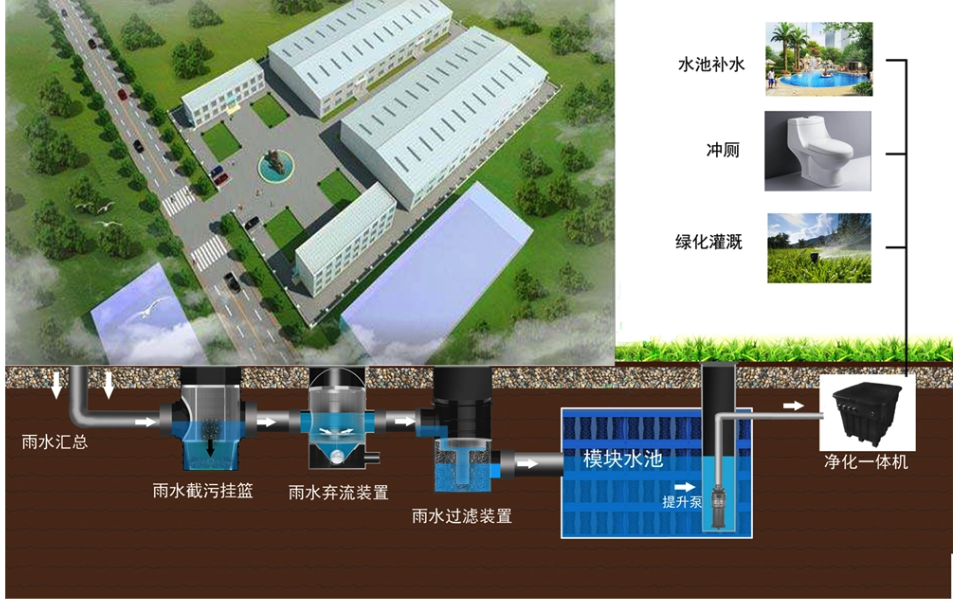 水池补水
冲厕
绿化灌溉
雨水汇总
雨水截污挂篮
雨水弃流装置
雨水过滤装置
模块水池
提升泵
净化一体机